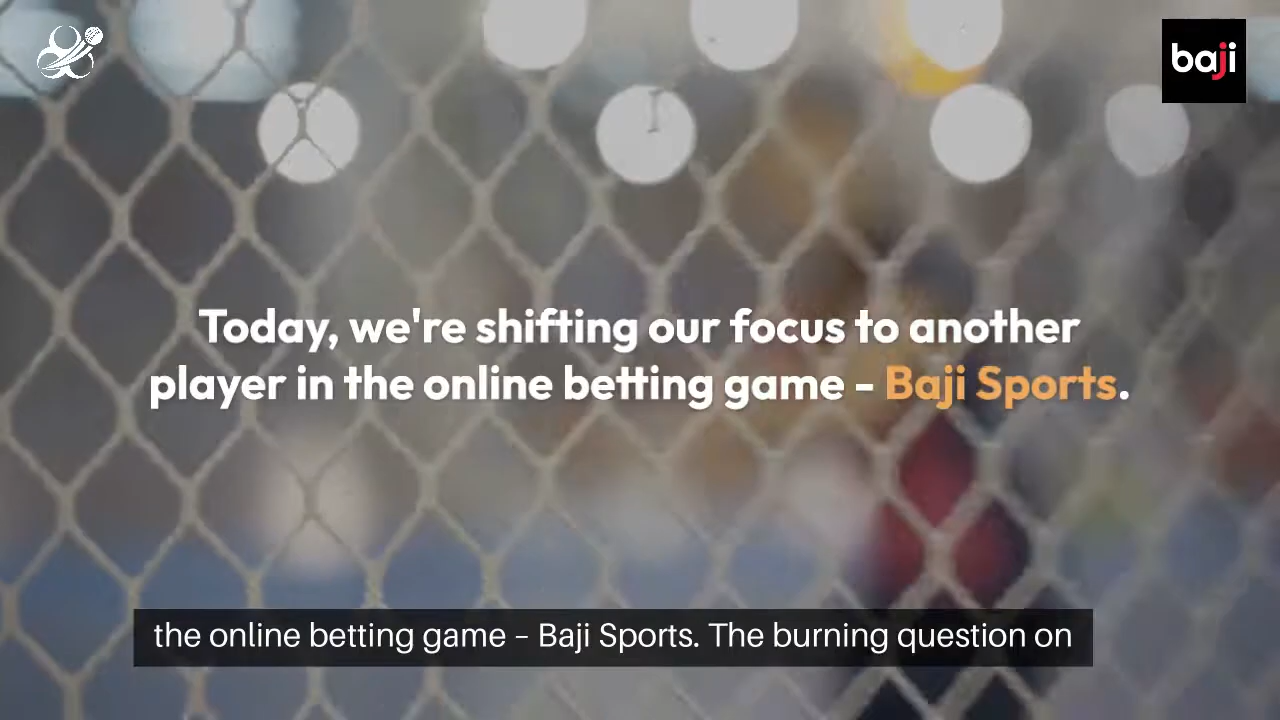 baji
Today, we're shifting our focus to another
player in the online betting game - Baji Sports.
the online betting game – Baji Sports. The burning question on